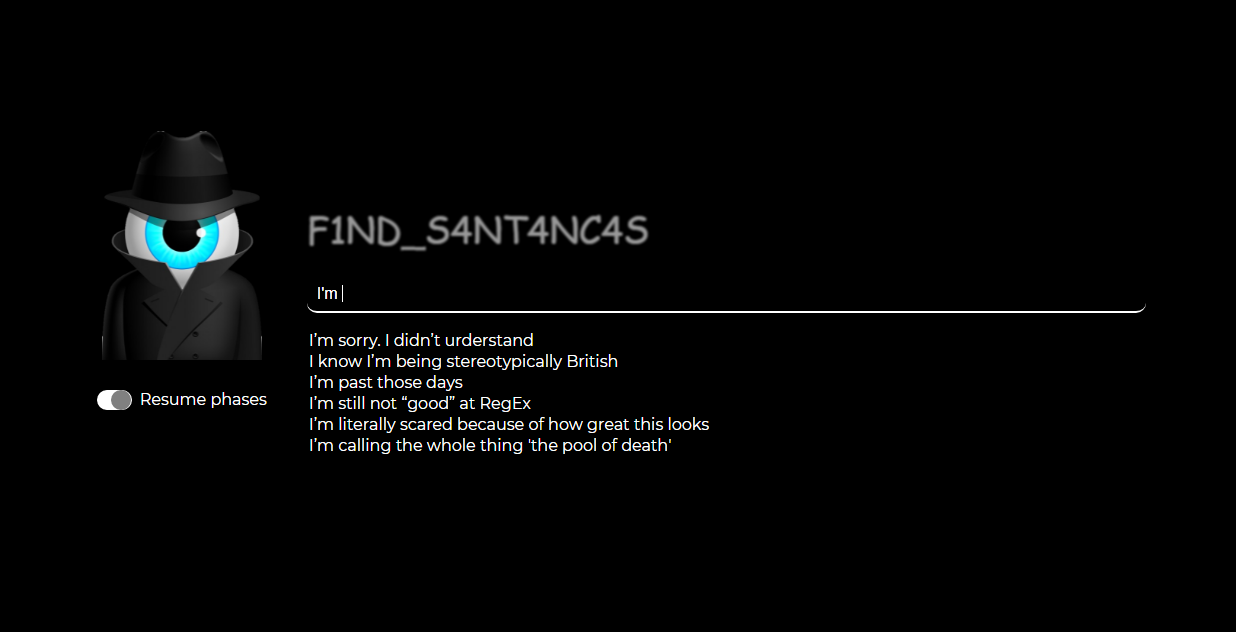 F1ND_S4NT4NC4S
I'm
I’m sorry. I didn’t urderstand
I know I’m being stereotypically British
I’m past those days
I’m still not “good” at RegEx
I’m literally scared because of how great this looks
I’m calling the whole thing 'the pool of death'
Resume phases